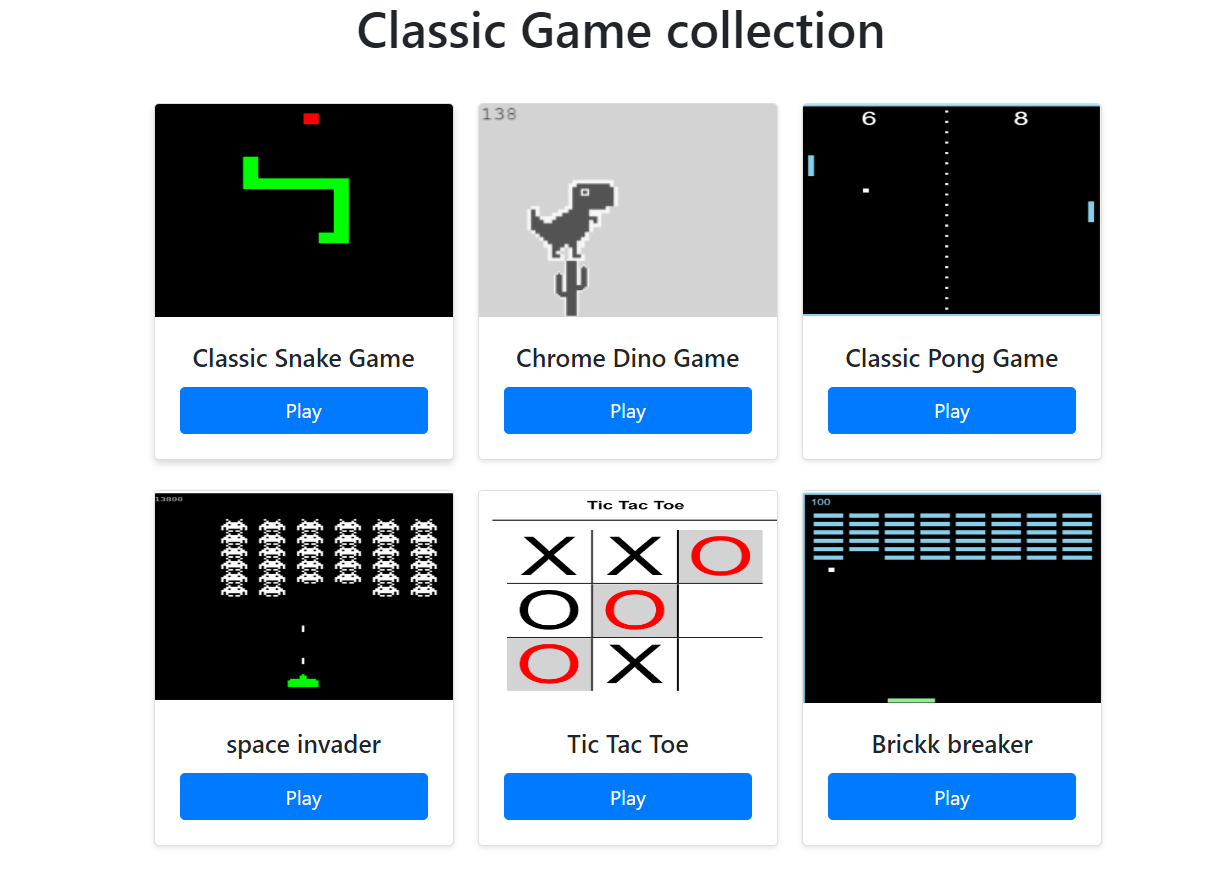 Classic Game collection
138
6 8
Classic Snake Game
Chrome Dino Game
Classic Pong Game
Play
Play
Play
13800
Tic Tac Toe
X X O
O O
O X
100
space invader
Tic Tac Toe
Brickk breaker
Play
Play
Play